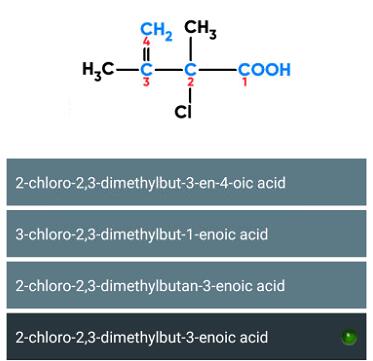 CH₂ CH₃
4
H₃C—C—C—COOH
3 2 1
Cl
2-chloro-2,3-dimethylbut-3-en-4-oic acid
3-chloro-2,3-dimethylbut-1-enoic acid
2-chloro-2,3-dimethylbutan-3-enoic acid
2-chloro-2,3-dimethylbut-3-enoic acid